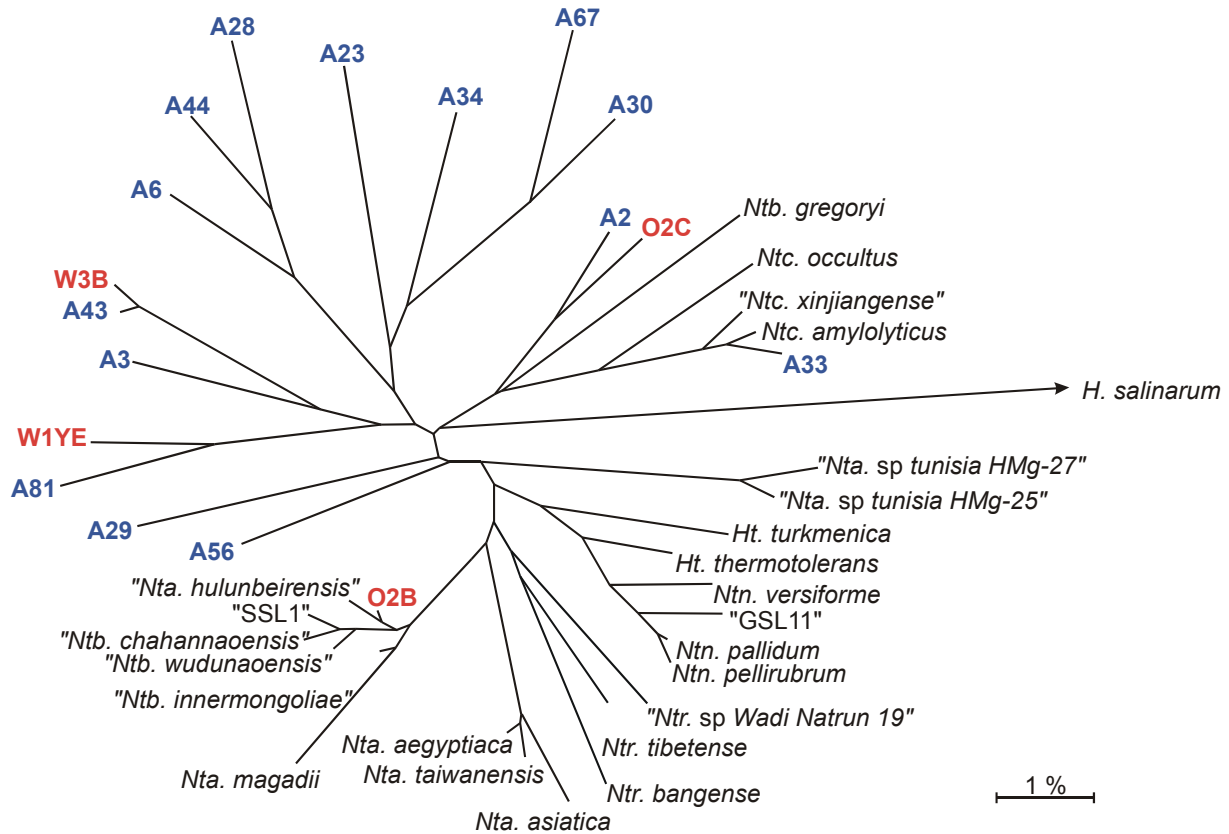 A67
A28
A23
A34
A44
A30
A6
Ntb. gregoryi
A2
O2C
Ntc. occultus
W3B
"Ntc. xinjiangense"
A43
Ntc. amylolyticus
A3
A33
H. salinarum
W1YE
"Nta. sp tunisia HMg-27"
A81
"Nta. sp tunisia HMg-25"
A29
Ht. turkmenica
A56
Ht. thermotolerans
"Nta. hulunbeirensis"
O2B
Ntn. versiforme
"SSL1"
"GSL11"
"Ntb. chahannaoensis"
Ntn. pallidum
"Ntb. wudunaoensis"
Ntn. pellirubrum
"Ntb. innermongoliae"
"Ntr. sp Wadi Natrun 19"
Nta. aegyptiaca
Ntr. tibetense
Nta. magadii
Nta. taiwanensis
1 %
Ntr. bangense
Nta. asiatica